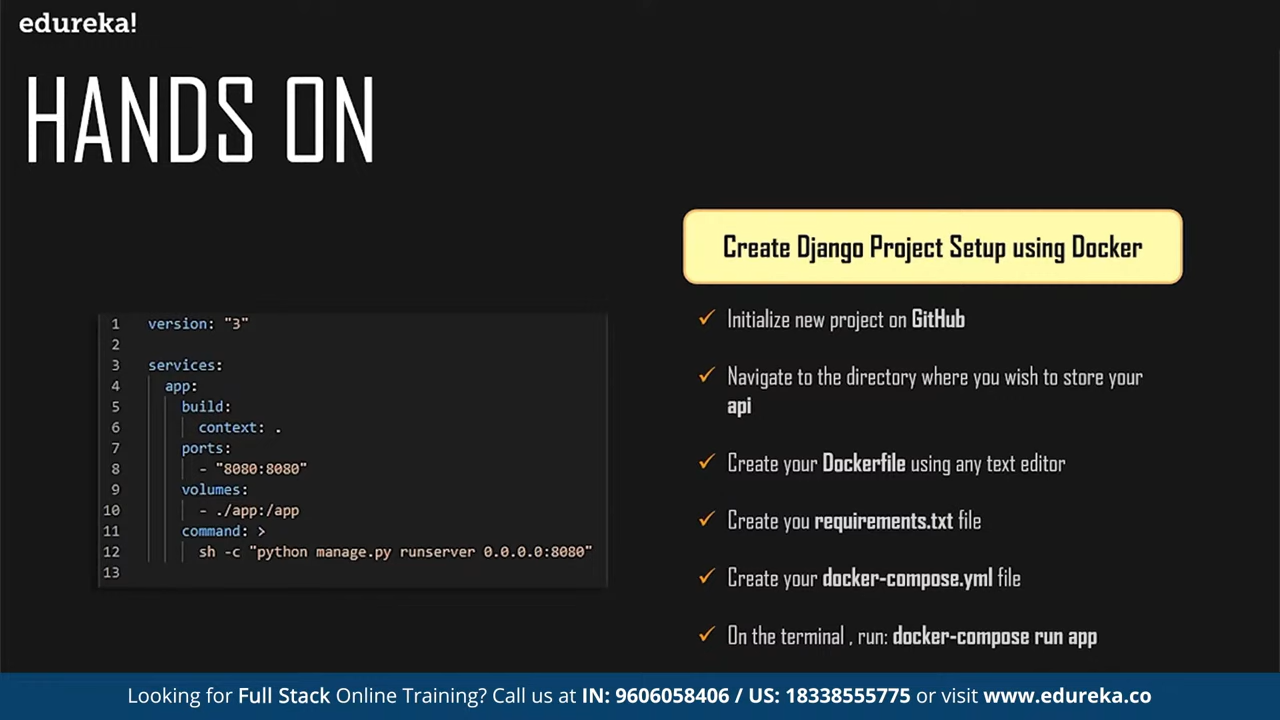 edureka!
HANDS ON
Create Django Project Setup using Docker
1 version: "3"
2
3 services:
4 app:
5 build:
6 context: .
7 ports:
8 - "8080:8080"
9 volumes:
10 - ./app:/app
11 command: >
12 sh -c "python manage.py runserver 0.0.0.0:8080"
13
✓ Initialize new project on GitHub
✓ Navigate to the directory where you wish to store your
api
✓ Create your Dockerfile using any text editor
✓ Create you requirements.txt file
✓ Create your docker-compose.yml file
✓ On the terminal , run: docker-compose run app
Looking for Full Stack Online Training? Call us at IN: 9606058406 / US: 18338555775 or visit www.edureka.co